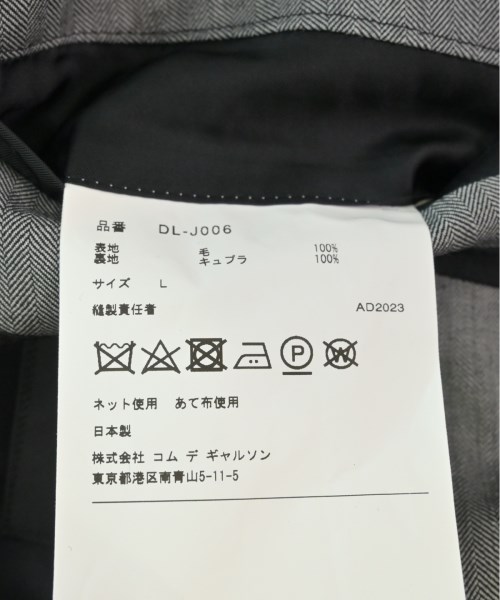 品番 DL-J006
表地 毛 100%
裏地 キュプラ 100%
サイズ L
縫製責任者 AD2023
P W
ネット使用 あて布使用
日本製
株式会社 コム デ ギャルソン
東京都港区南青山5-11-5